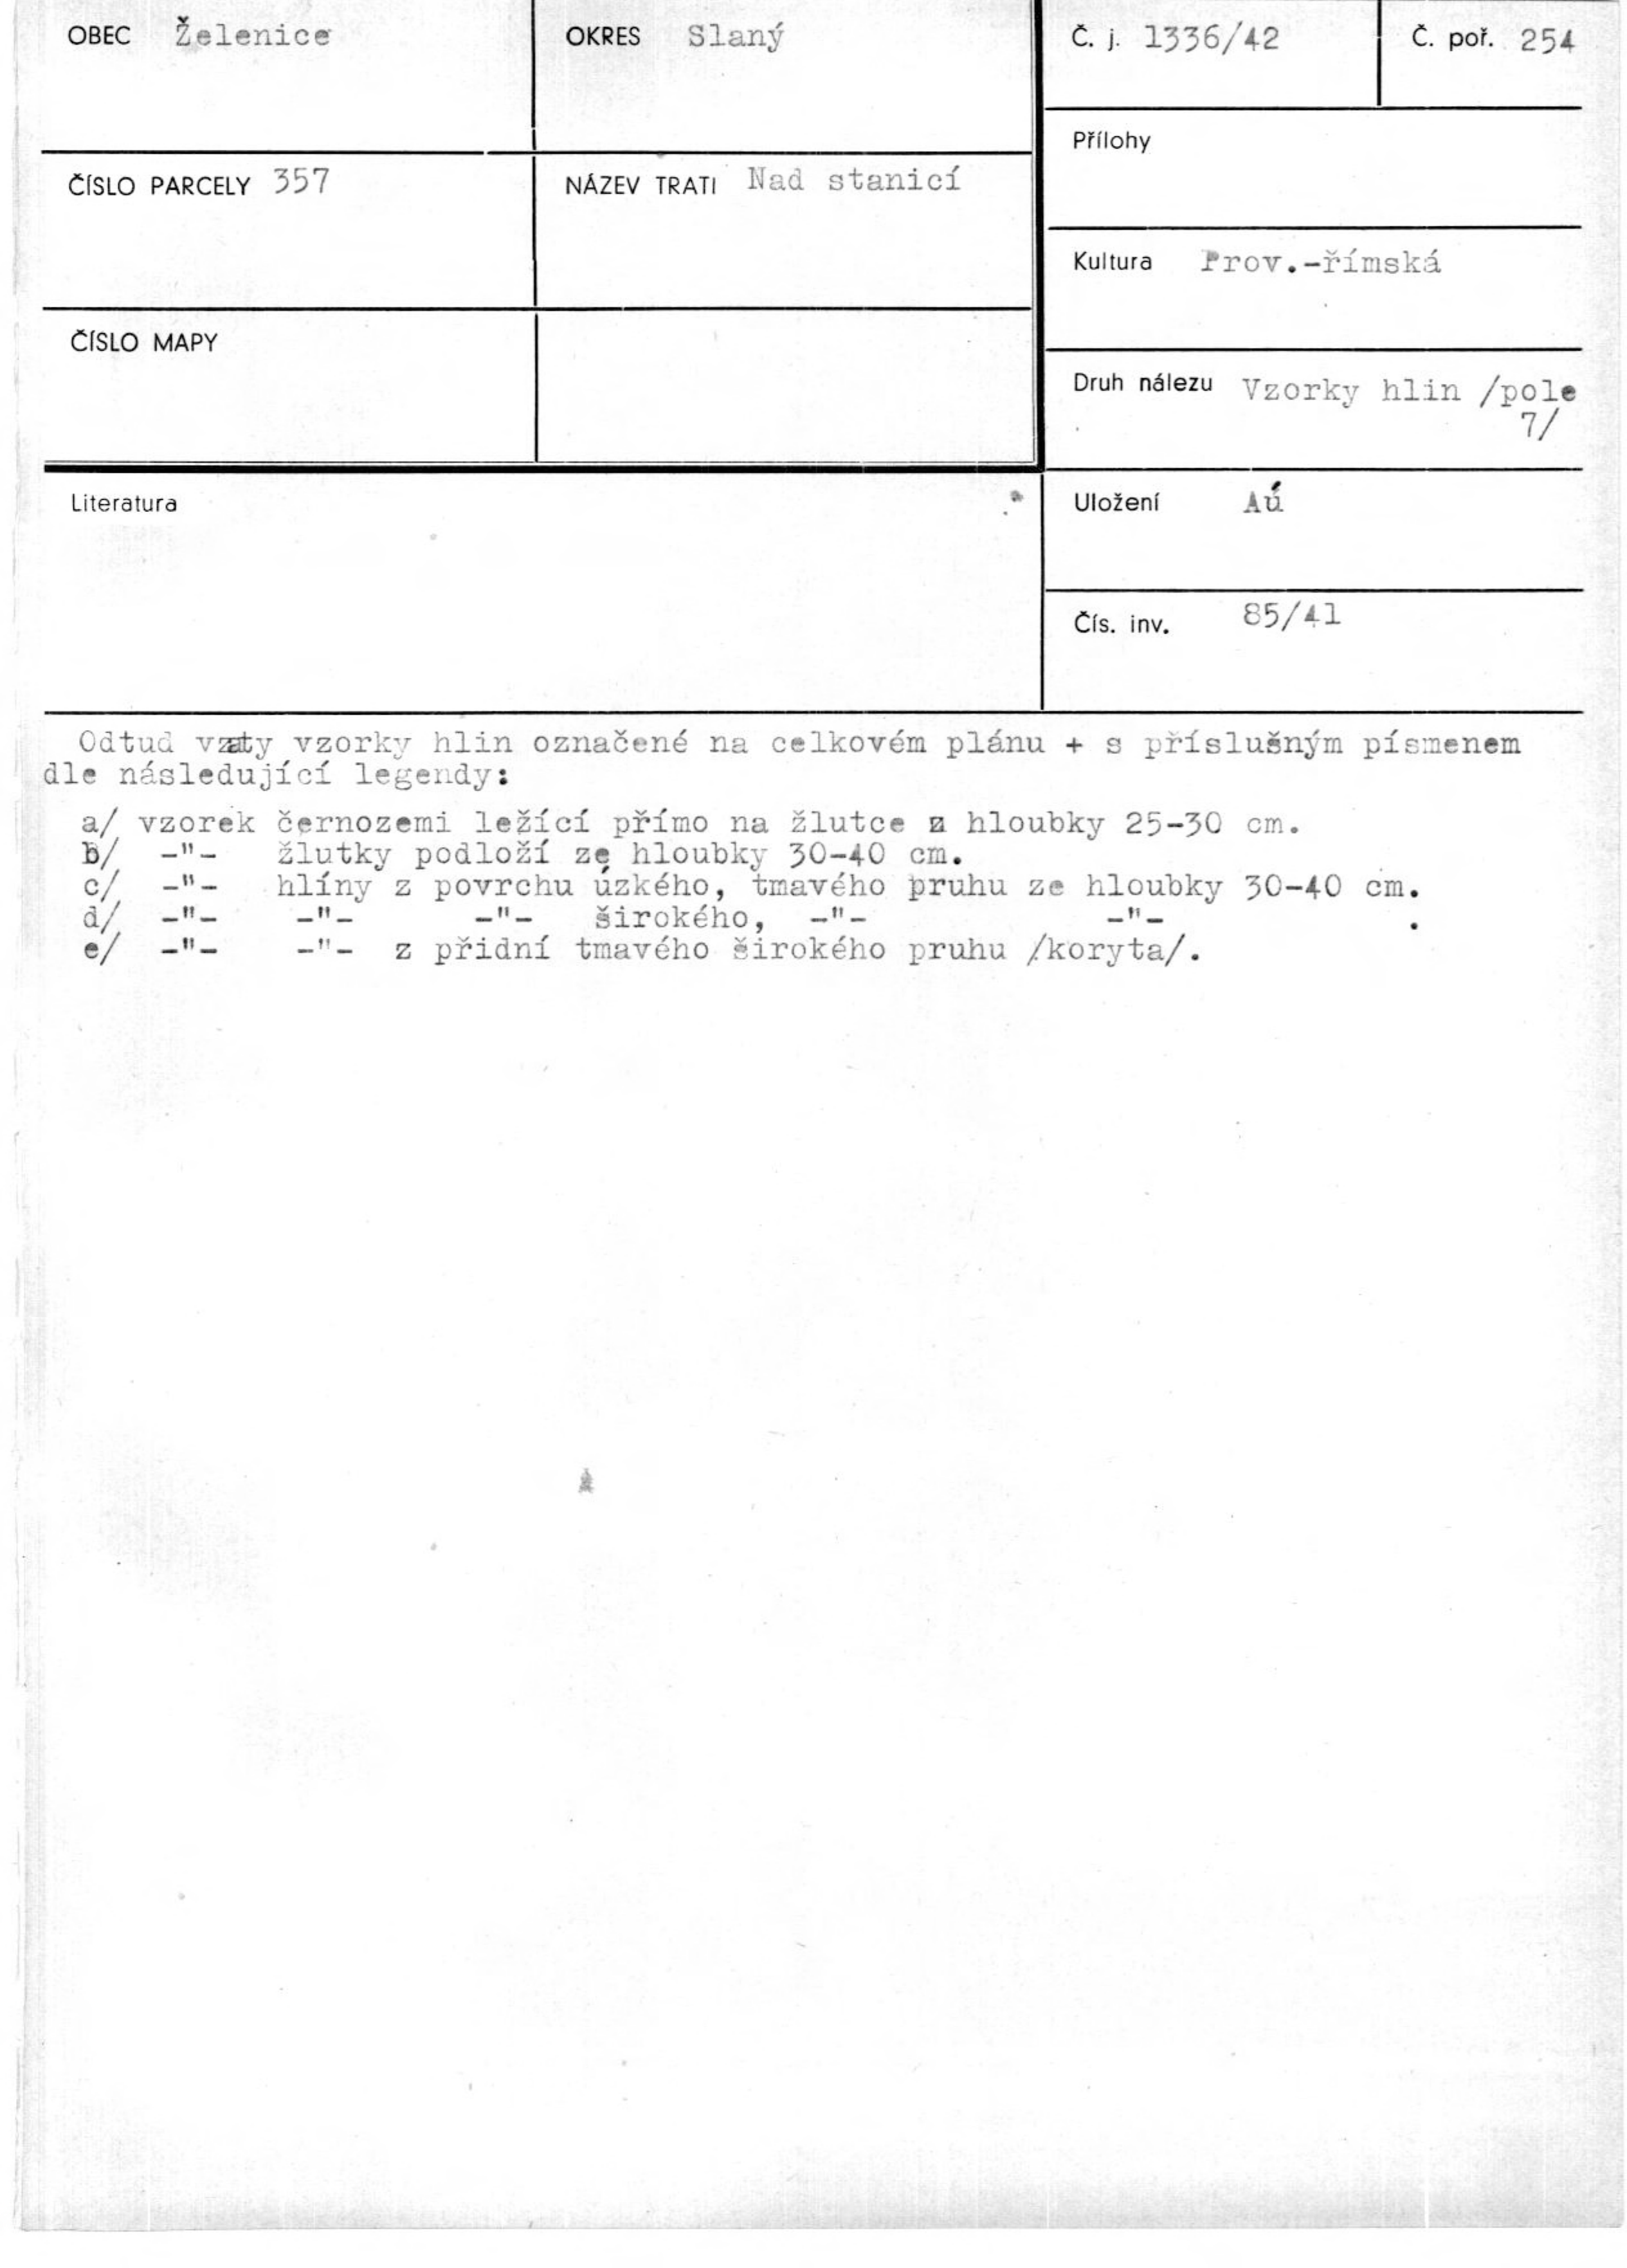 OBEC Želenice
OKRES Slaný
Č. j. 1336/42
Č. poř. 254
Přílohy
ČÍSLO PARCELY 357
NÁZEV TRATI Nad stanicí
Kultura Prov.-římská
ČÍSLO MAPY
Druh nálezu Vzorky hlin /pole
7/
Literatura
Uložení Aú
Čís. inv. 85/41
Odtud vzaty vzorky hlin označené na celkovém plánu + s příslušným písmenem
dle následující legendy:
a/ vzorek černozemi ležící přímo na žlutce z hloubky 25-30 cm.
b/ -"- žlutky podloží ze hloubky 30-40 cm.
c/ -"- hlíny z povrchu úzkého, tmavého pruhu ze hloubky 30-40 cm.
d/ -"- -"- -"- širokého, -"- -"- .
e/ -"- -"- z přidní tmavého širokého pruhu /koryta/.